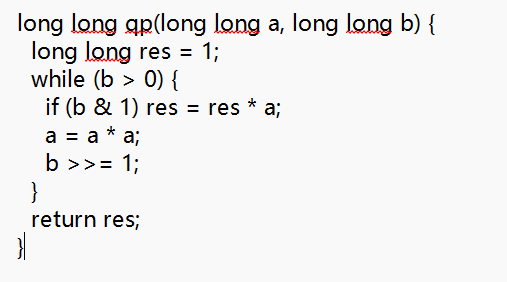 long long qp(long long a, long long b) {
long long res = 1;
while (b > 0) {
if (b & 1) res = res * a;
a = a * a;
b >>= 1;
}
return res;
}